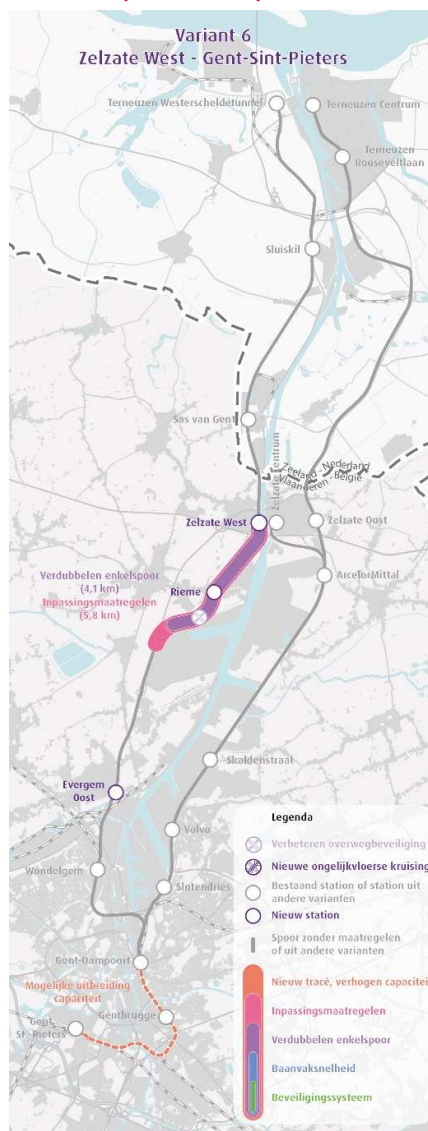 Variant 6
Zelzate West - Gent-Sint-Pieters
Terneuzen Westerscheldetunnel
Terneuzen Centrum
Terneuzen
Rooseveltlaan
Sluiskil
Sas van Gent
Zelzate Centrum
Zeeland - Nederland
Vlaanderen - België
Zelzate West
Zelzate Oost
Verdubbelen enkelspoor
(4,1 km)
Inpassingsmaatregelen
(5,8 km)
Rieme
ArcelorMittal
Skaldenstraat
Evergem
Oost
Volvo
Wondelgem
Slotendries
Gent-Dampoort
Mogelijke uitbreiding
capaciteit
Gentbrugge
Gent-
St-Pieters
Legenda
Verbeteren overwegbeveiliging
Nieuwe ongelijkvloerse kruising
Bestaand station of station uit
andere varianten
Nieuw station
Spoor zonder maatregelen
of uit andere varianten
Nieuw tracé, verhogen capaciteit
Inpassingsmaatregelen
Verdubbelen enkelspoor
Baanvaksnelheid
Beveiligingssysteem